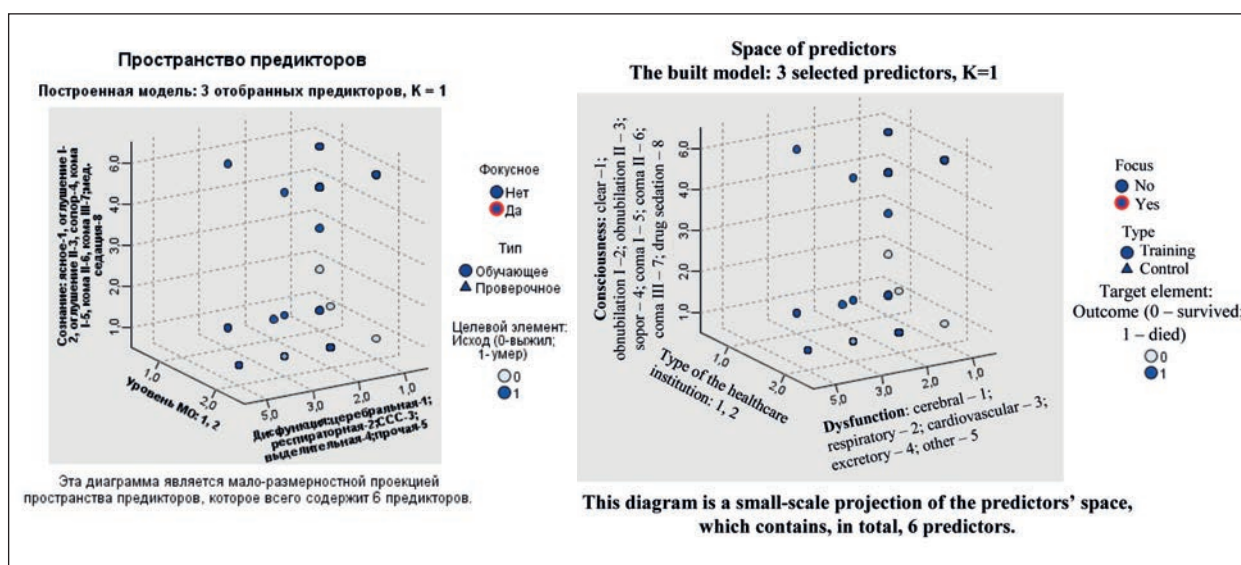 Пространство предикторов
Построенная модель: 3 отобранных предикторов, K = 1
Сознание: ясное-1, оглушение I-
2, оглушение II-3, сопор-4, кома
I-5, кома II-6, кома III-7;мед.
седация-8
6,0
4,0
3,0
2,0
1,0
1,0
2,0
Уровень МО: 1, 2
5,0
3,0
2,0
1,0
Дисфункция:церебральная-1;
респираторная-2;ССС-3;
выделительная-4;прочая-5
Фокусное
Нет
Да
Тип
Обучающее
Проверочное
Целевой элемент:
Исход (0-выжил;
1- умер)
0
1
Эта диаграмма является мало-размерностной проекцией
пространства предикторов, которое всего содержит 6 предикторов.
Space of predictors
The built model: 3 selected predictors, K=1
Consciousness: clear –1;
obnubilation I –2; obnubilation II – 3;
sopor – 4; coma I – 5; coma II – 6;
coma III – 7; drug sedation – 8
6,0
4,0
3,0
2,0
1,0
1,0
2,0
Type of the healthcare
institution: 1, 2
5,0
3,0
2,0
1,0
Dysfunction: cerebral – 1;
respiratory – 2; cardiovascular – 3;
excretory – 4; other – 5
Focus
No
Yes
Type
Training
Control
Target element:
Outcome (0 – survived;
1 – died)
0
1
This diagram is a small-scale projection of the predictors’ space,
which contains, in total, 6 predictors.